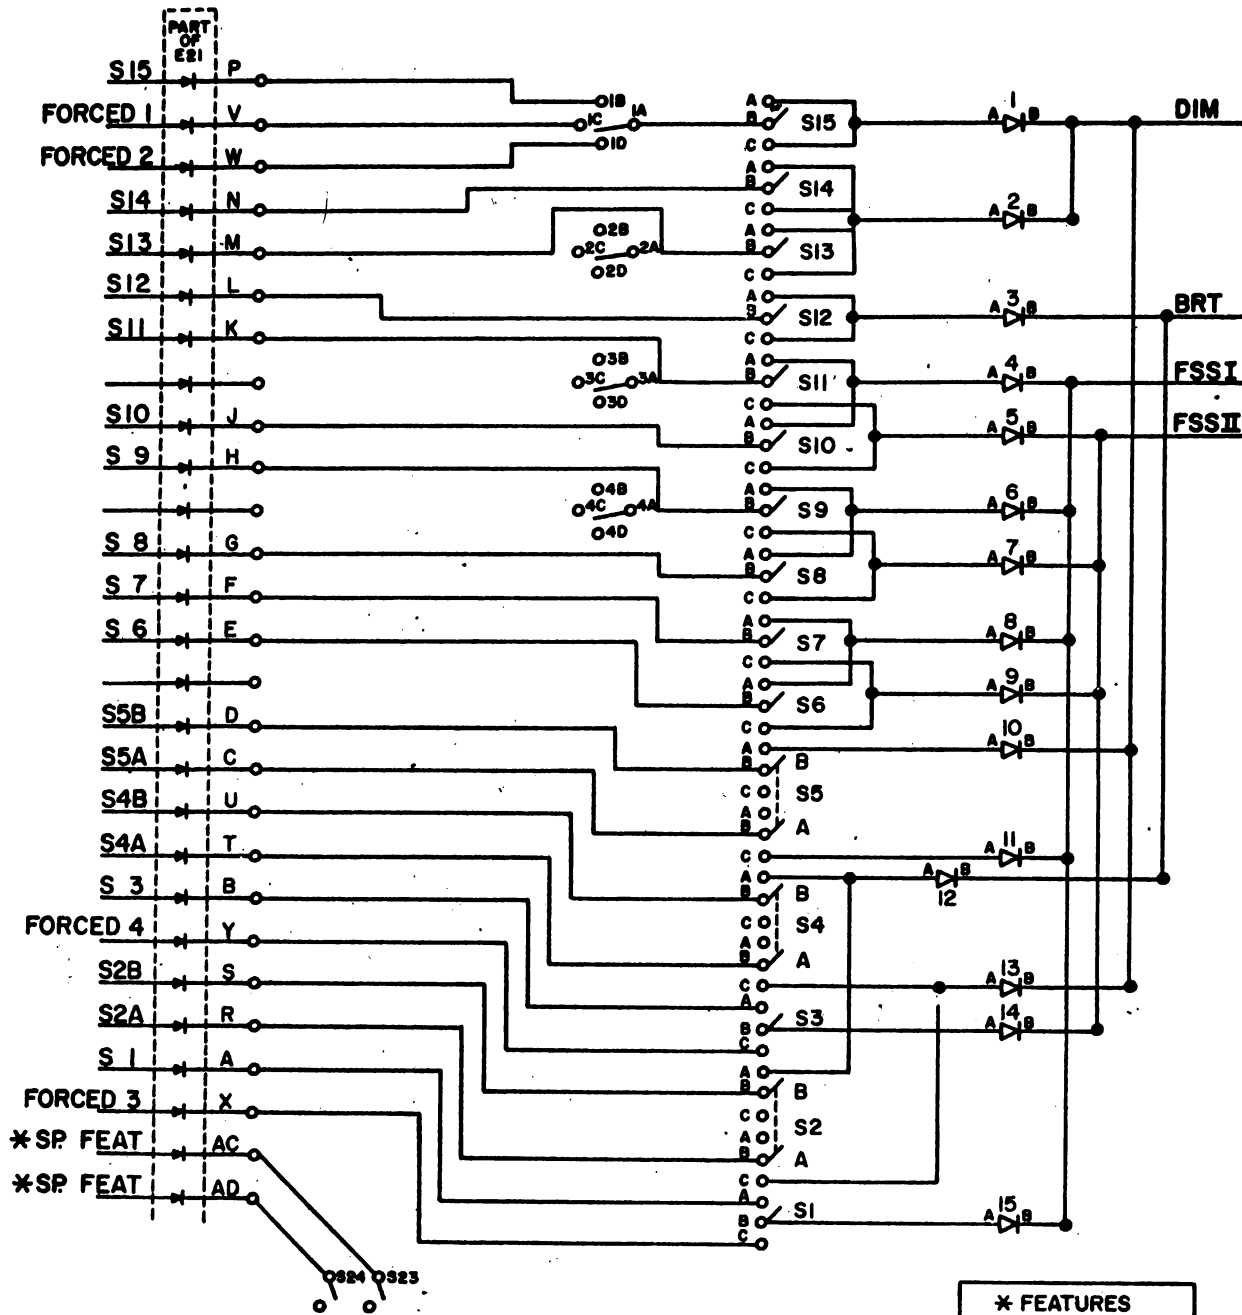 PART
OF
E21
S15 P
FORCED 1 V
FORCED 2 W
S14 N
S13 M
S12 L
S11 K
S10 J
S 9 H
S 8 G
S 7 F
S 6 E
S5B D
S5A C
S4B U
S4A T
S 3 B
FORCED 4 Y
S2B S
S2A R
S 1 A
FORCED 3 X
* SP. FEAT AC
* SP. FEAT AD
S24 S23
1B
1C 1A
1D
2B
2C 2A
2D
3B
3C 3A
3D
4B
4C 4A
4D
A
B S15
C
A
B S14
C
A
B S13
C
A
B S12
C
A
B S11
C
A
B S10
C
A
B S9
C
A
B S8
C
A
B S7
C
A
B S6
C
A
B B
C S5
A
B A
C
A
B B
C S4
A
B A
C
A
B S3
C
A
B B
C S2
A
B A
C
A
B S1
C
1
A B DIM
2
A B
3
A B BRT
4
A B FSSI
5
A B FSSII
6
A B
7
A B
8
A B
9
A B
10
A B
11
A B
A B
12
13
A B
14
A B
15
A B
* FEATURES